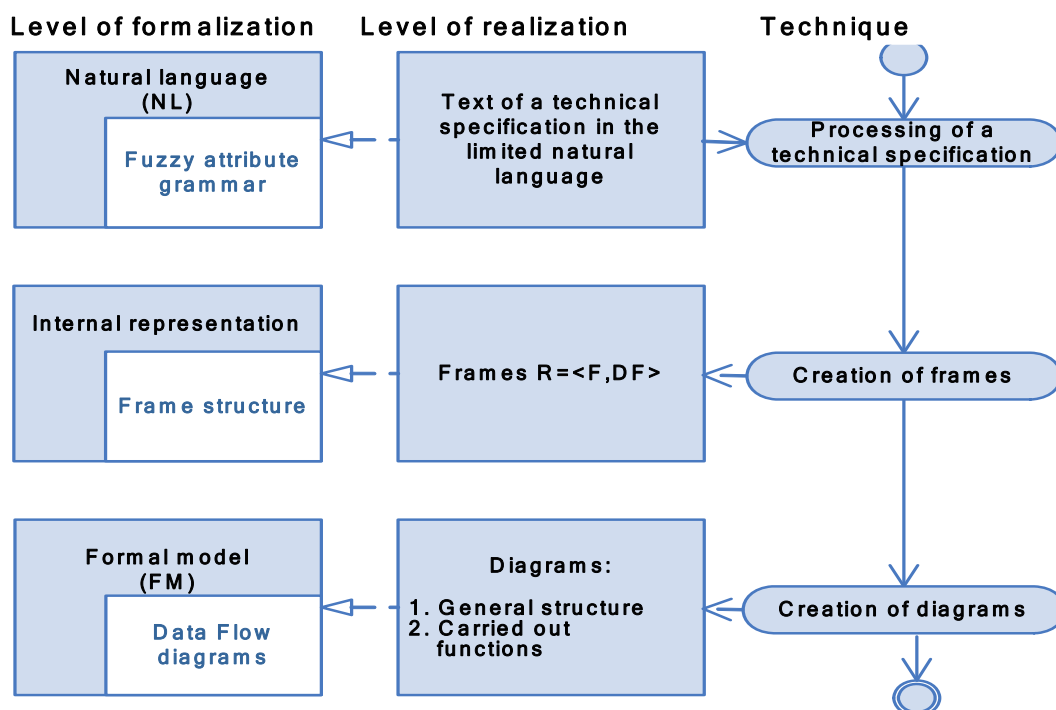 Level of formalization
Level of realization
Technique
Natural language
(NL)
Fuzzy attribute
grammar
Text of a technical
specification in the
limited natural
language
Processing of a
technical specification
Internal representation
Frame structure
Frames R=<F,DF>
Creation of frames
Formal model
(FM)
Data Flow
diagrams
Diagrams:
1. General structure
2. Carried out
functions
Creation of diagrams